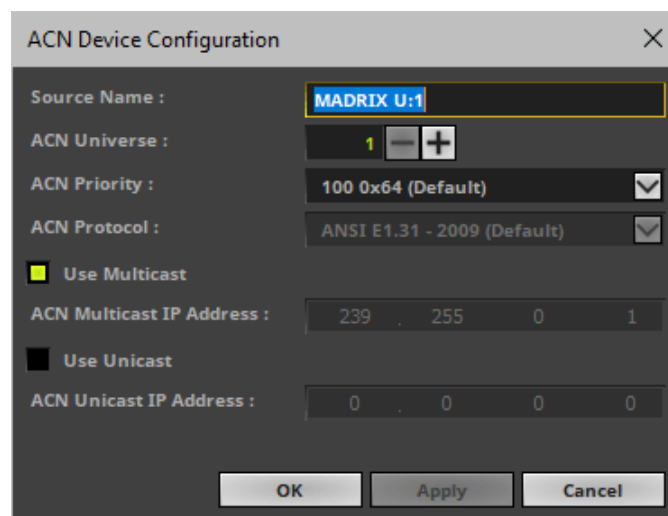 ACN Device Configuration
Source Name : MADRIX U:1
ACN Universe : 1
ACN Priority : 100 0x64 (Default)
ACN Protocol : ANSI E1.31 - 2009 (Default)
Use Multicast
ACN Multicast IP Address : 239 . 255 0 1
Use Unicast
ACN Unicast IP Address : 0 . 0 0 0
OK Apply Cancel